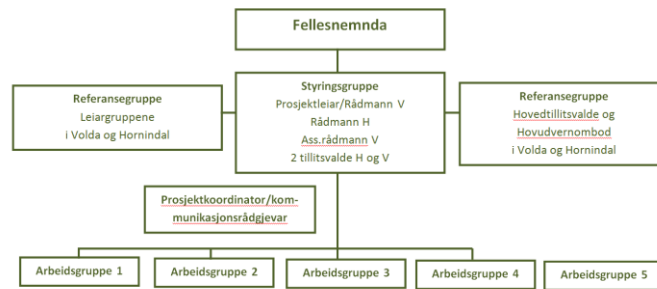 Fellesnemnda
Referansegruppe
Leiargruppene
i Volda og Hornindal
Styringsgruppe
Prosjektleiar/Rådmann V
Rådmann H
Ass.rådmann V
2 tillitsvalde H og V
Referansegruppe
Hovedtillitsvalde og
Hovudvernombod
i Volda og Hornindal
Prosjektkoordinator/kom-
munikasjonsrådgjevar
Arbeidsgruppe 1
Arbeidsgruppe 2
Arbeidsgruppe 3
Arbeidsgruppe 4
Arbeidsgruppe 5